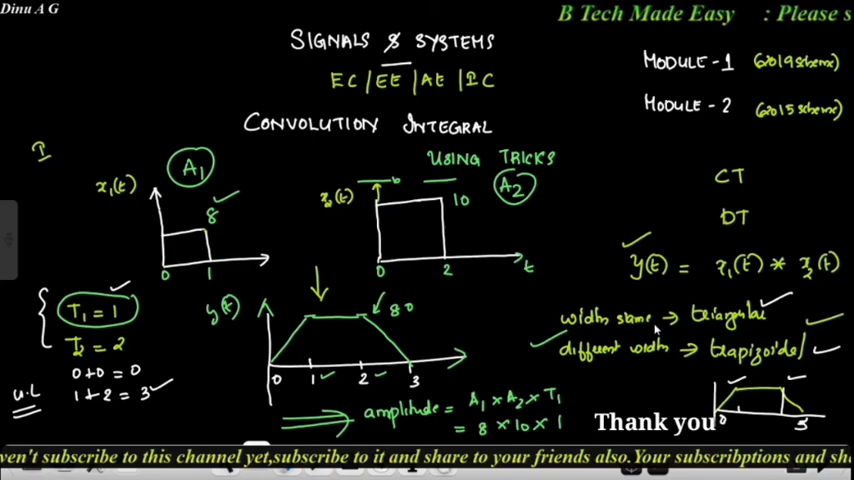 Dinu A G
B Tech Made Easy : Please s
SIGNALS & SYSTEMS
EC | EE | AE | IC
MODULE - 1 (2019 scheme)
MODULE - 2 (2015 scheme)
CONVOLUTION INTEGRAL
USING TRICKS
I
A1
x1(t)
8
0 1
A2
x2(t)
10
0 2 t
CT
DT
y(t) = x1(t) * x2(t)
T1 = 1
T2 = 2
0+0 = 0
U.L 1+2 = 3
y(t)
80
0 1 2 3
amplitude = A1 × A2 × T1
= 8 × 10 × 1
width same → triangular
different width → trapizoidel
0 3
Thank you
ven't subscribe to this channel yet,subscribe to it and share to your friends also.Your subscribptions and sh